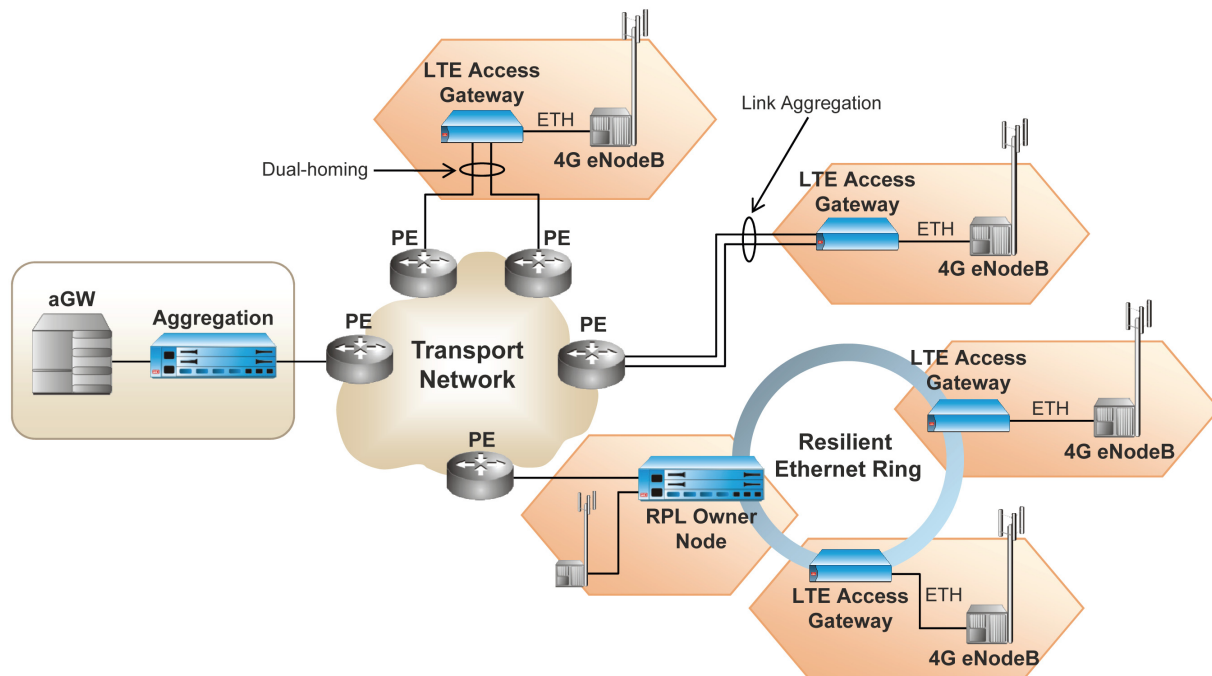 LTE Access
Gateway
ETH
4G eNodeB
Dual-homing
Link Aggregation
LTE Access
Gateway
ETH
4G eNodeB
PE
PE
aGW
Aggregation
PE
PE
Transport
Network
LTE Access
Gateway
ETH
4G eNodeB
Resilient
Ethernet Ring
PE
RPL Owner
Node
LTE Access
Gateway
ETH
4G eNodeB